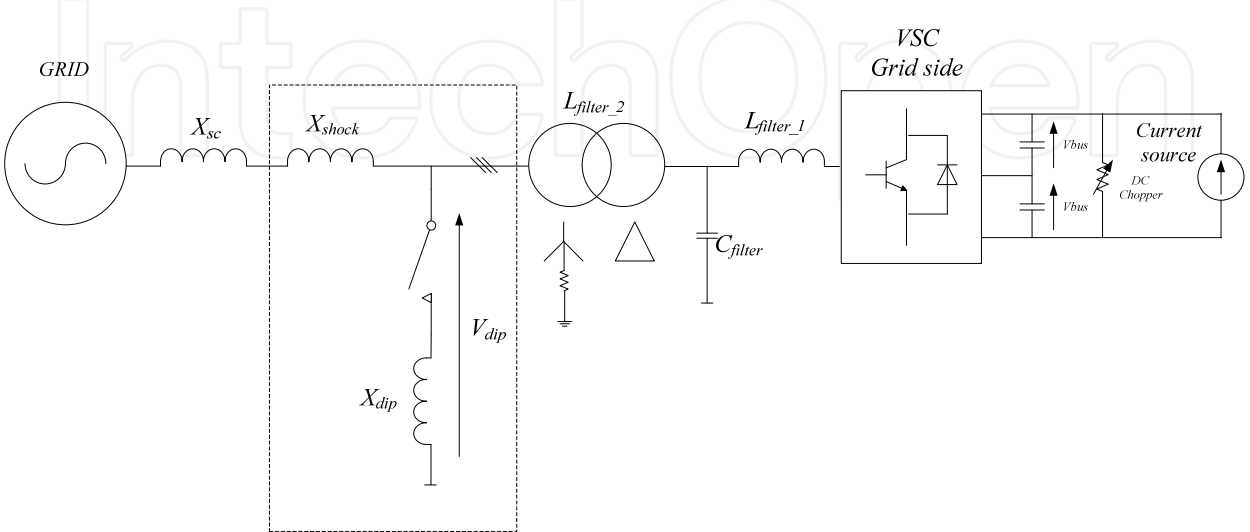 IntechOpen
VSC
Grid side
GRID
L_filter_2
X_sc
X_shock
L_filter_1
Current
source
Vbus
DC
Chopper
Vbus
C_filter
V_dip
X_dip